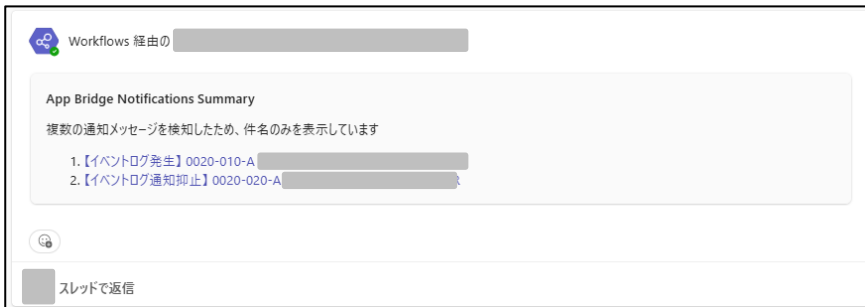 Workflows 経由の
App Bridge Notifications Summary
複数の通知メッセージを検知したため、件名のみを表示しています
1. 【イベントログ発生】 0020-010-A
2. 【イベントログ通知抑止】 0020-020-A
スレッドで返信